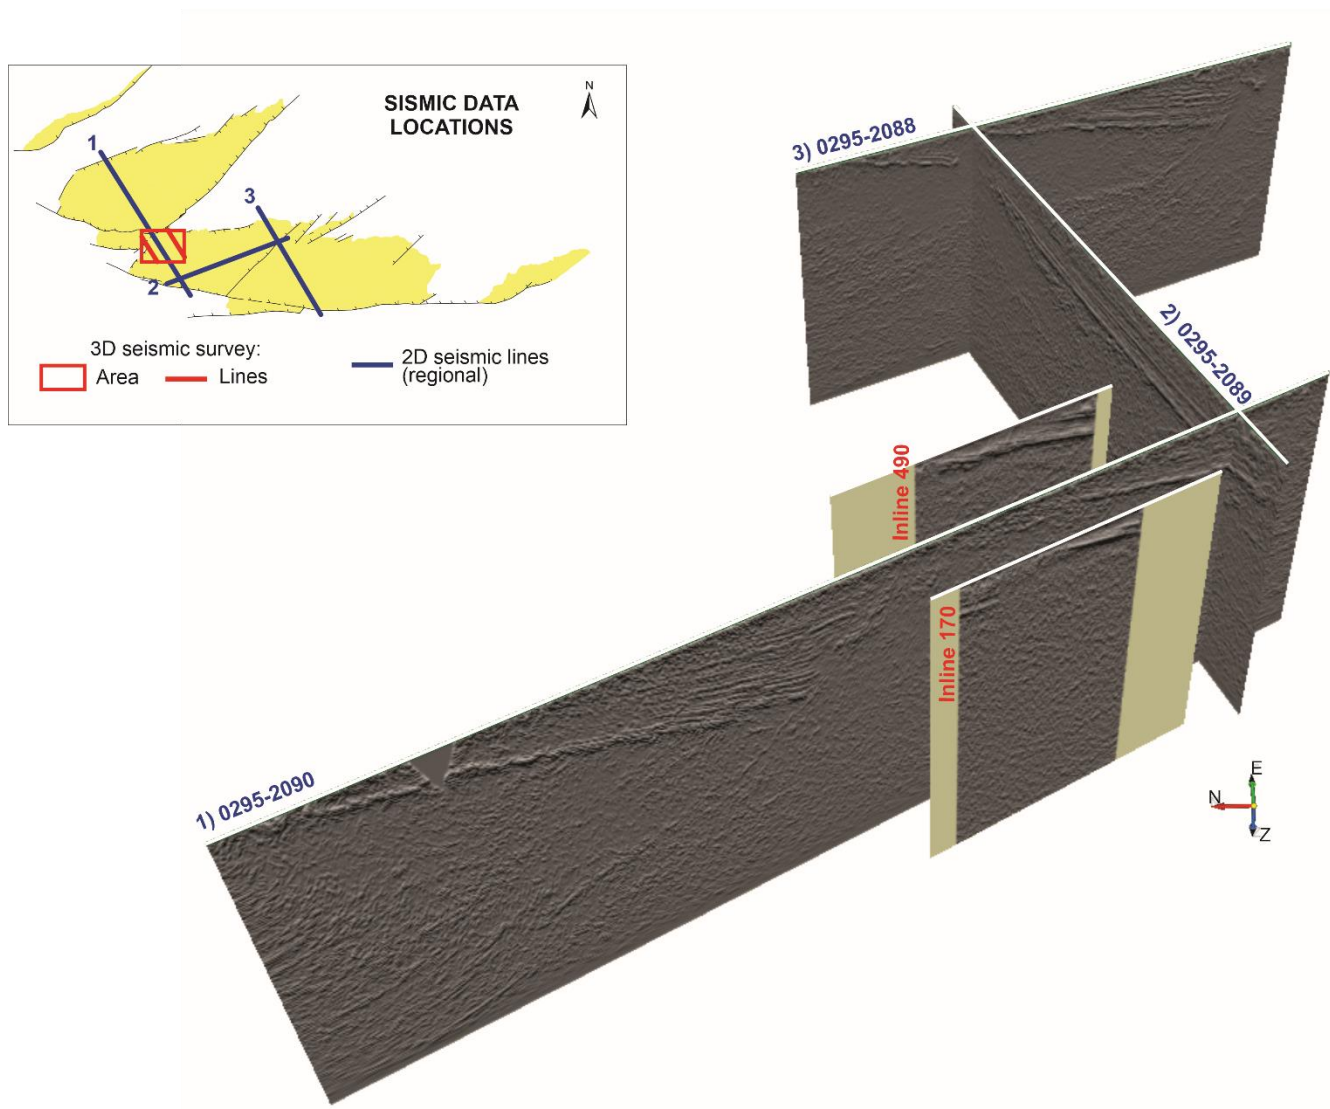 SISMIC DATA
LOCATIONS
N
1
3
2
3D seismic survey:
Area
Lines
2D seismic lines
(regional)
3) 0295-2088
2) 0295-2089
Inline 490
Inline 170
1) 0295-2090
E
N
Z